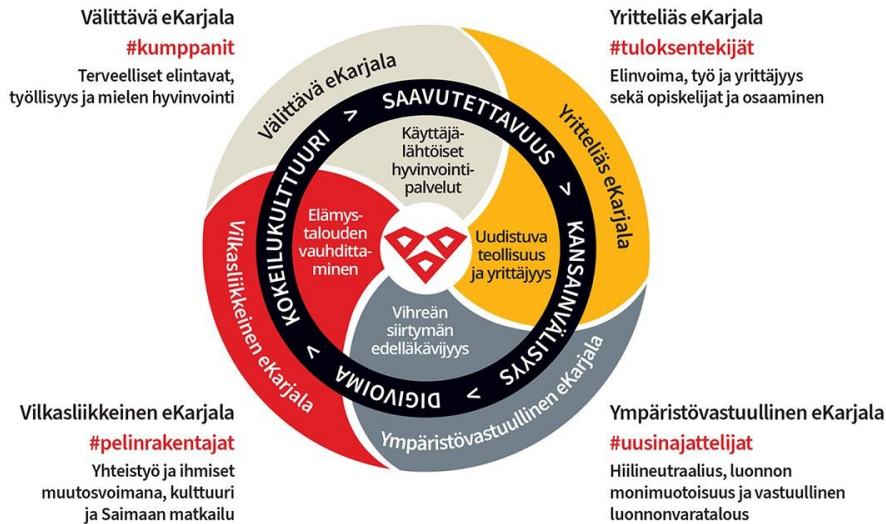 Välittävä eKarjala
#kumppanit
Terveelliset elintavat,
työllisyys ja mielen hyvinvointi
Yritteliäs eKarjala
#tuloksentekijät
Elinvoima, työ ja yrittäjyys
sekä opiskelijat ja osaaminen
Välittävä eKarjala
Yritteliäs eKarjala
Ympäristövastuullinen eKarjala
Vilkasliikkeinen eKarjala
SAAVUTETTAVUUS > KANSAINVÄLISYYS > DIGIVOIMA > KOKEILUKULTTUURI >
Käyttäjä-
lähtöiset
hyvinvointi-
palvelut
Elämys-
talouden
vauhditta-
minen
Uudistuva
teollisuus
ja yrittäjyys
Vihreän
siirtymän
edelläkävijyys
Vilkasliikkeinen eKarjala
#pelinrakentajat
Yhteistyö ja ihmiset
muutosvoimana, kulttuuri
ja Saimaan matkailu
Ympäristövastuullinen eKarjala
#uusinajattelijat
Hiilineutraalius, luonnon
monimuotoisuus ja vastuullinen
luonnonvaratalous